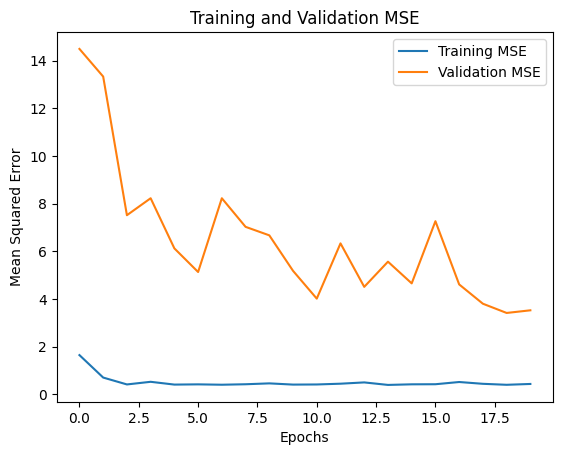 Training and Validation MSE
Training MSE
Validation MSE
Mean Squared Error
14
12
10
8
6
4
2
0
0.0 2.5 5.0 7.5 10.0 12.5 15.0 17.5
Epochs